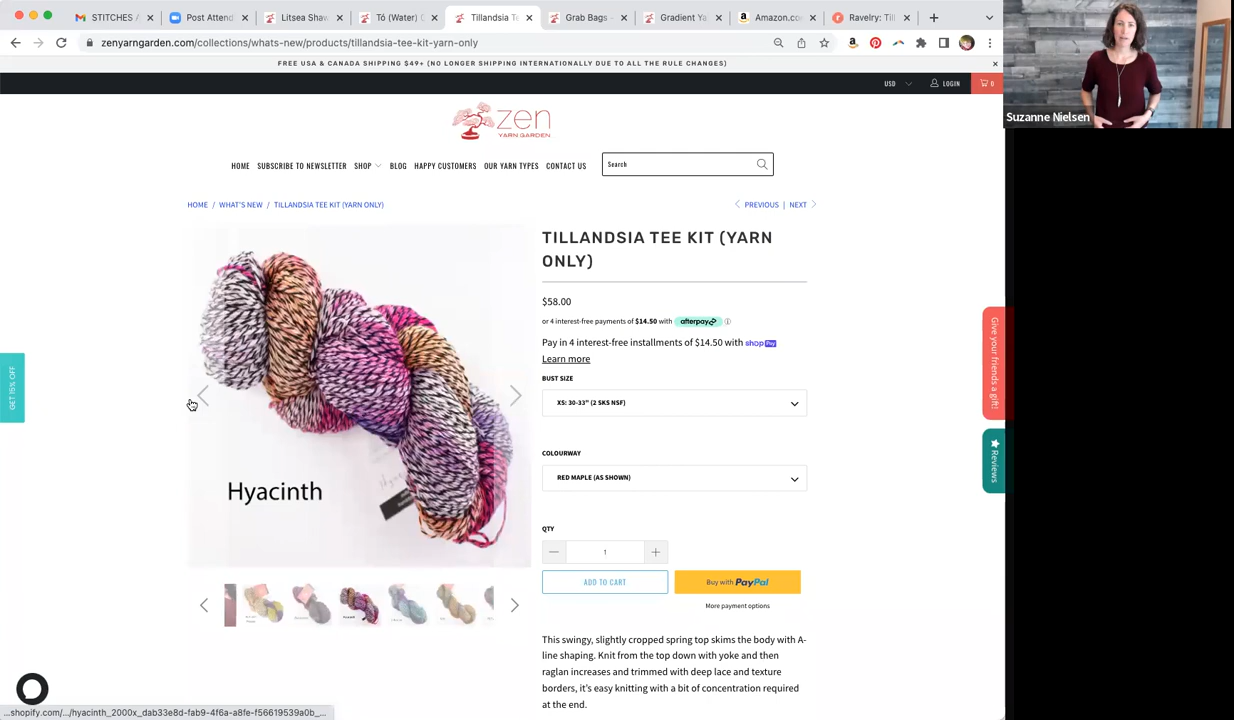 STITCHES A
Post Attend
Litsea Shaw
Tó (Water) C
Tillandsia Te
Grab Bags -
Gradient Ya
Amazon.co
Ravelry: Till
zenyarngarden.com/collections/whats-new/products/tillandsia-tee-kit-yarn-only
FREE USA & CANADA SHIPPING $49+ (NO LONGER SHIPPING INTERNATIONALLY DUE TO ALL THE RULE CHANGES)
USD
LOGIN
0
Suzanne Nielsen
zen
YARN GARDEN
HOME SUBSCRIBE TO NEWSLETTER SHOP BLOG HAPPY CUSTOMERS OUR YARN TYPES CONTACT US
Search
HOME / WHAT'S NEW / TILLANDSIA TEE KIT (YARN ONLY)
PREVIOUS | NEXT
TILLANDSIA TEE KIT (YARN
ONLY)
$58.00
or 4 interest-free payments of $14.50 with afterpay
Pay in 4 interest-free installments of $14.50 with shop Pay
Learn more
BUST SIZE
XS: 30-33" (2 SKS NSF)
COLOURWAY
RED MAPLE (AS SHOWN)
QTY
1
ADD TO CART
Buy with PayPal
More payment options
Hyacinth
GET 15% OFF
Give your friends a gift!
Reviews
This swingy, slightly cropped spring top skims the body with A-
line shaping. Knit from the top down with yoke and then
raglan increases and trimmed with deep lace and texture
borders, it's easy knitting with a bit of concentration required
at the end.
...shopify.com/.../hyacinth_2000x_dab33e8d-fab9-4f6a-a8fe-f56619539a0b_...